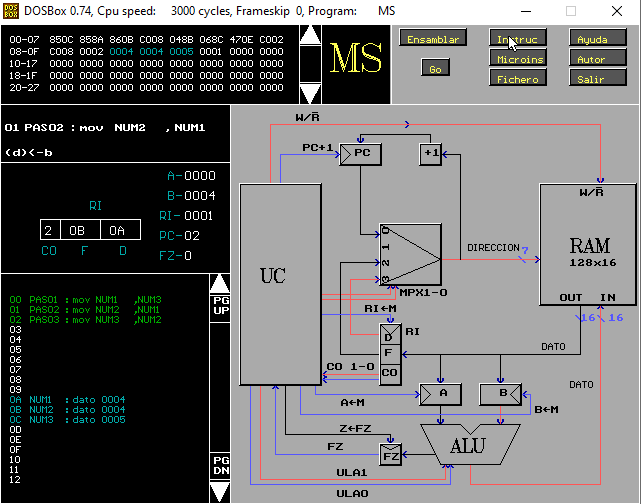 DOSBox 0.74, Cpu speed: 3000 cycles, Frameskip 0, Program: MS
00-07 850C 858A 860B C008 048B 068C 470E C002
08-0F C008 0002 0004 0004 0005 0001 0000 0000
10-17 0000 0000 0000 0000 0000 0000 0000 0000
18-1F 0000 0000 0000 0000 0000 0000 0000 0000
20-27 0000 0000 0000 0000 0000 0000 0000 0000
MS
Ensamblar
Instruc
Ayuda
Go
Microins
Autor
Fichero
Salir
01 PASO2 : mov NUM2 ,NUM1
(d)<-b
A-0000
B-0004
RI-0001
PC-02
FZ-0
RI
2 0B 0A
CO F D
00 PASO1 : mov NUM1 ,NUM3
01 PASO2 : mov NUM2 ,NUM1
02 PASO3 : mov NUM3 ,NUM2
03
04
05
06
07
08
09
0A NUM1 : dato 0004
0B NUM2 : dato 0004
0C NUM3 : dato 0005
0D
0E
0F
10
11
12
PG UP
PG DN
W/R̅
PC+1
PC
+1
W/R̅
UC
0
1
2
3
DIRECCION
7
RAM
128x16
MPX1-0
OUT IN
RI←M
16
16
RI
D
F
CO
DATO
CO 1-0
DATO
A
B
A←M
B←M
Z←FZ
FZ
FZ
ALU
ULA1
ULA0